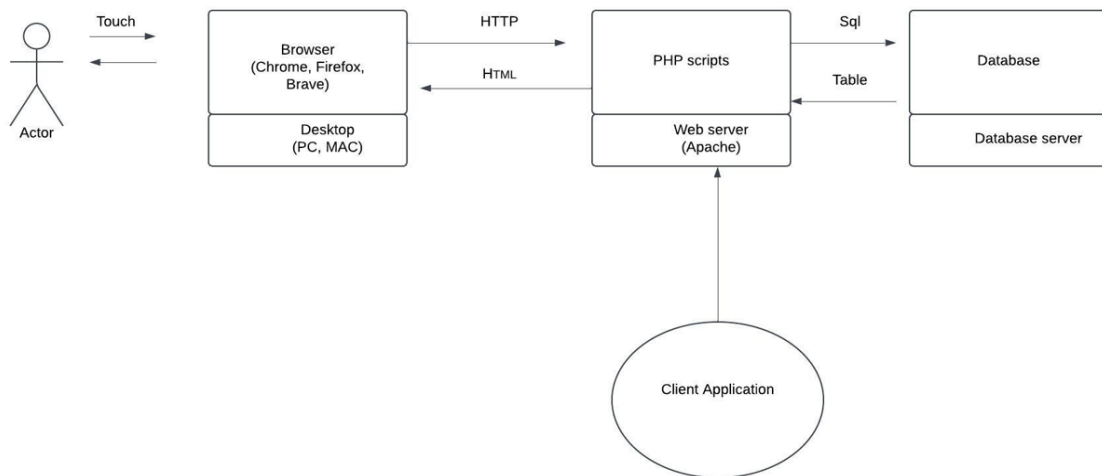 Touch
Actor
Browser
(Chrome, Firefox,
Brave)
Desktop
(PC, MAC)
HTTP
HTML
PHP scripts
Web server
(Apache)
Sql
Table
Database
Database server
Client Application